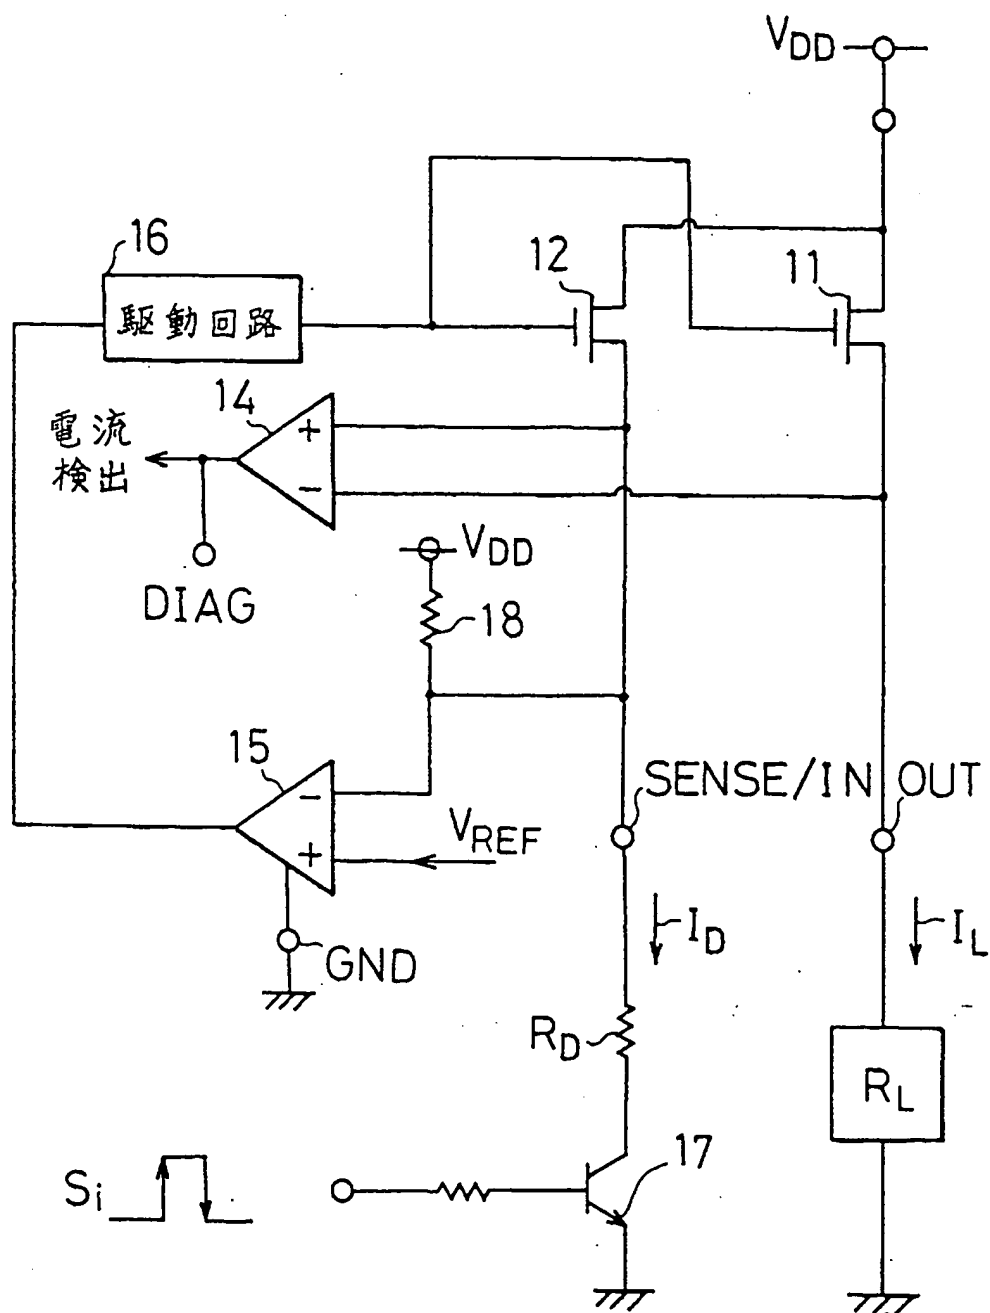 VDD
16
駆動回路
12
11
14
+
−
電流
検出
DIAG
VDD
18
15
−
+
VREF
SENSE/IN
OUT
GND
ID
IL
RD
RL
17
Si